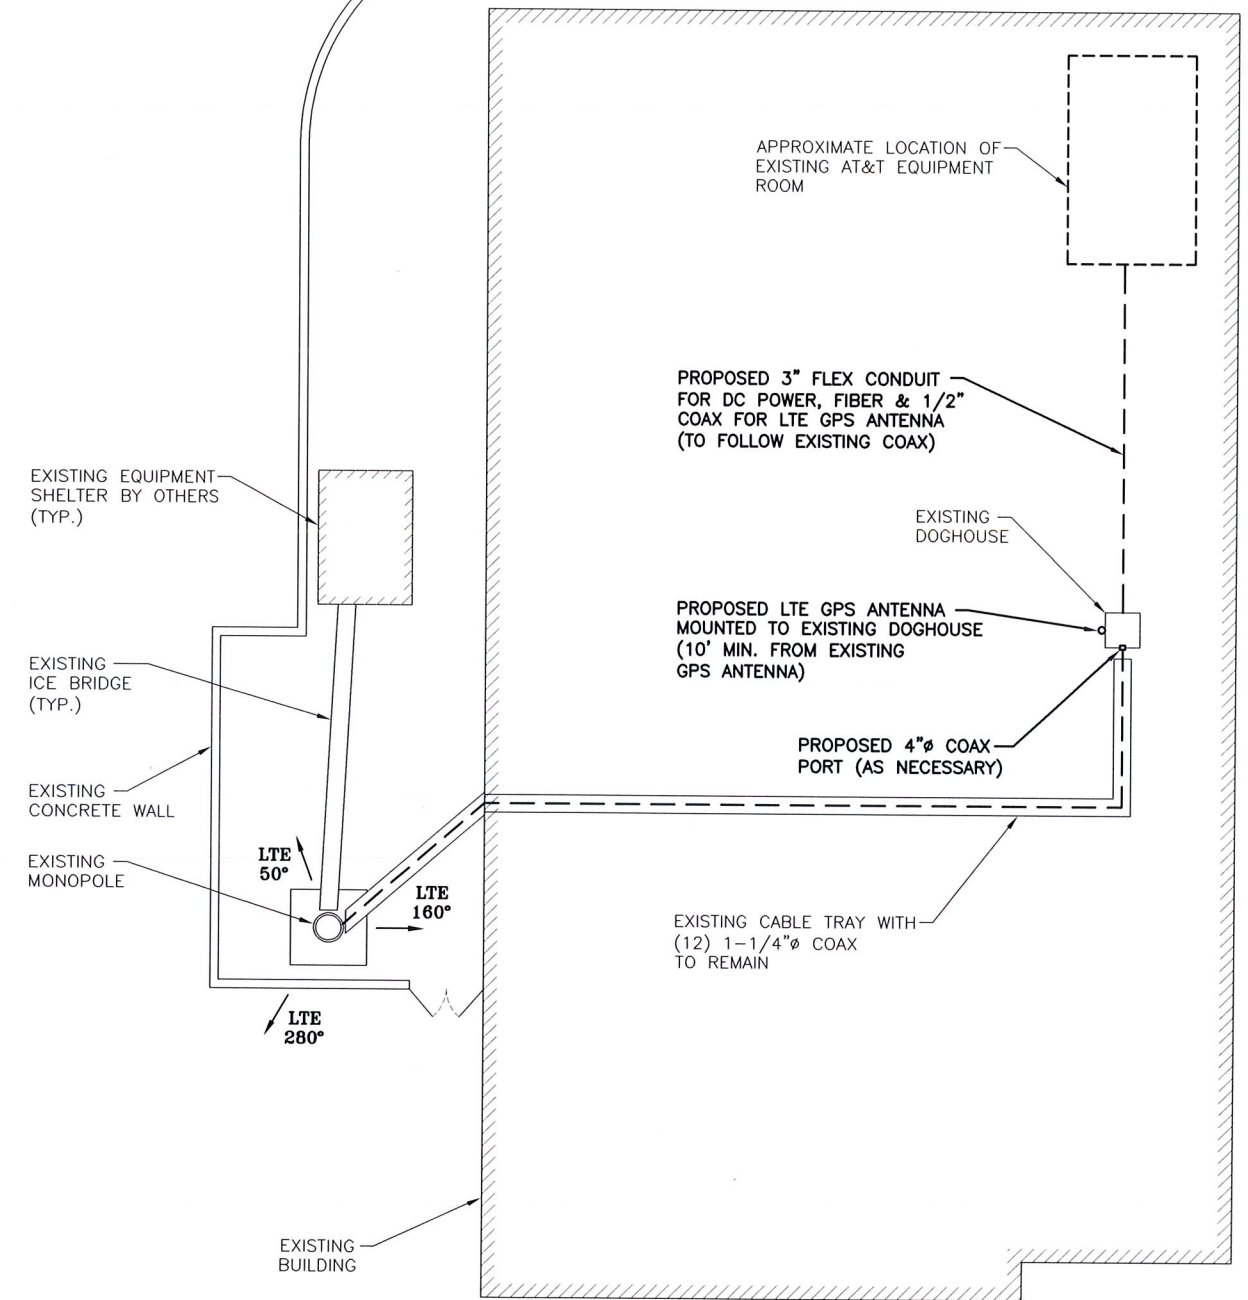 APPROXIMATE LOCATION OF
EXISTING AT&T EQUIPMENT
ROOM
PROPOSED 3" FLEX CONDUIT
FOR DC POWER, FIBER & 1/2"
COAX FOR LTE GPS ANTENNA
(TO FOLLOW EXISTING COAX)
EXISTING EQUIPMENT
SHELTER BY OTHERS
(TYP.)
EXISTING
DOGHOUSE
PROPOSED LTE GPS ANTENNA
MOUNTED TO EXISTING DOGHOUSE
(10' MIN. FROM EXISTING
GPS ANTENNA)
EXISTING
ICE BRIDGE
(TYP.)
PROPOSED 4"ø COAX
PORT (AS NECESSARY)
EXISTING
CONCRETE WALL
EXISTING
MONOPOLE
LTE
50°
LTE
160°
EXISTING CABLE TRAY WITH
(12) 1-1/4"ø COAX
TO REMAIN
LTE
280°
EXISTING
BUILDING